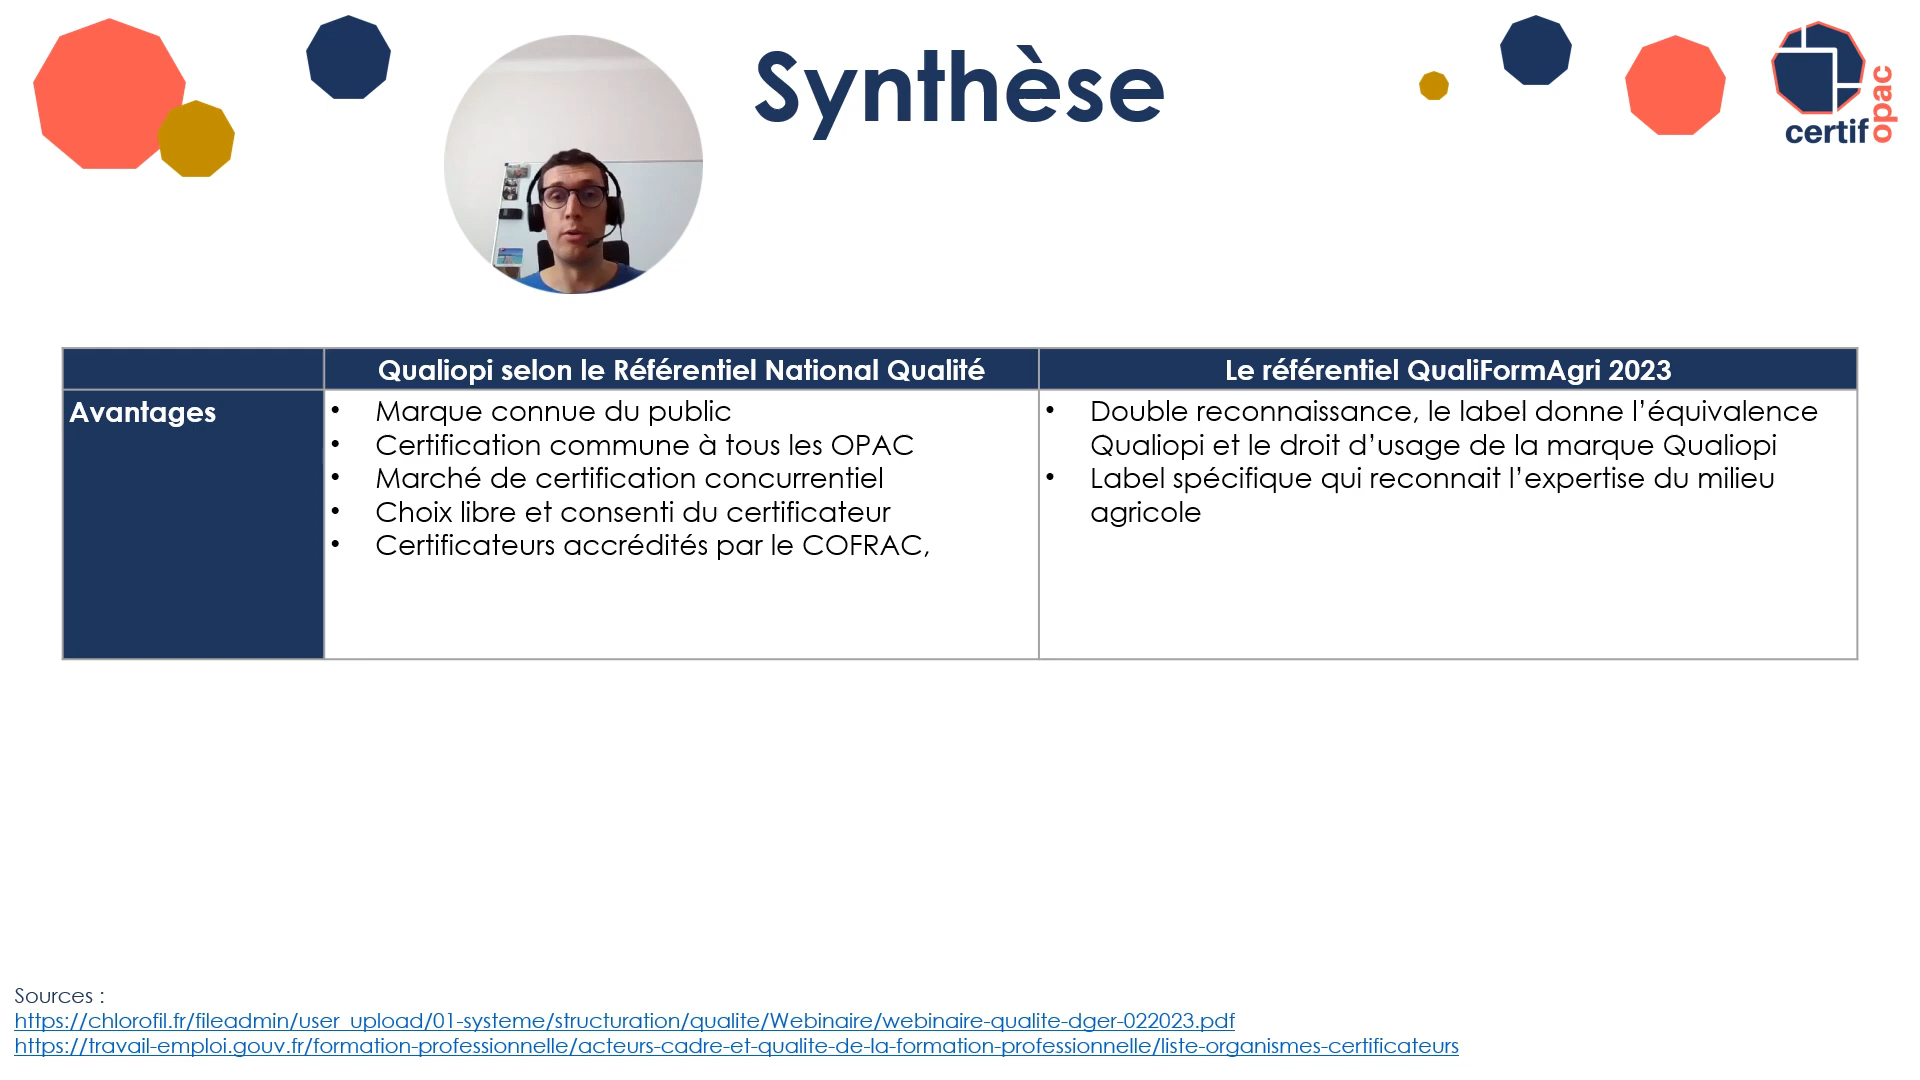 Synthèse
certif
opac
Qualiopi selon le Référentiel National Qualité
Le référentiel QualiFormAgri 2023
Avantages
• Marque connue du public
• Certification commune à tous les OPAC
• Marché de certification concurrentiel
• Choix libre et consenti du certificateur
• Certificateurs accrédités par le COFRAC,
• Double reconnaissance, le label donne l’équivalence
Qualiopi et le droit d’usage de la marque Qualiopi
• Label spécifique qui reconnait l’expertise du milieu
agricole
Sources :
https://chlorofil.fr/fileadmin/user_upload/01-systeme/structuration/qualite/Webinaire/webinaire-qualite-dger-022023.pdf
https://travail-emploi.gouv.fr/formation-professionnelle/acteurs-cadre-et-qualite-de-la-formation-professionnelle/liste-organismes-certificateurs